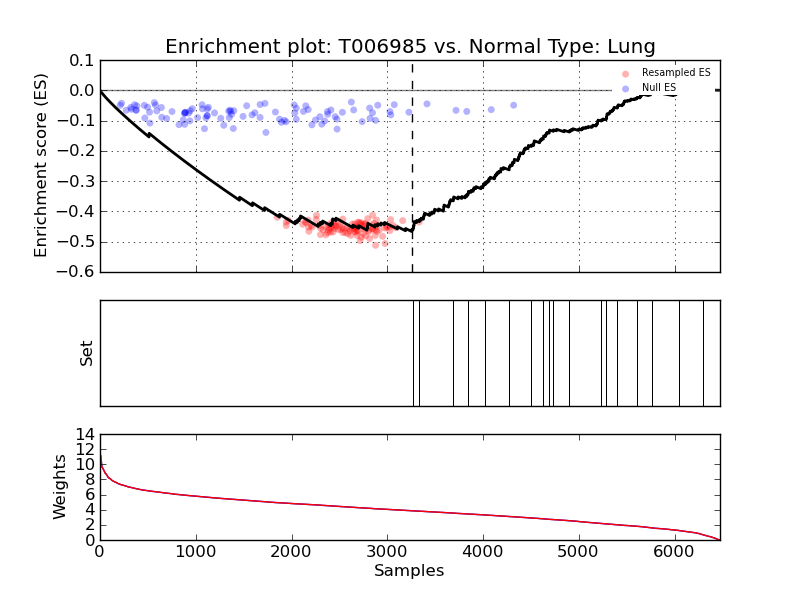 Enrichment plot: T006985 vs. Normal Type: Lung
Enrichment score (ES)
0.1
0.0
−0.1
−0.2
−0.3
−0.4
−0.5
−0.6
Resampled ES
Null ES
Set
Weights
14
12
10
8
6
4
2
0
0 1000 2000 3000 4000 5000 6000
Samples